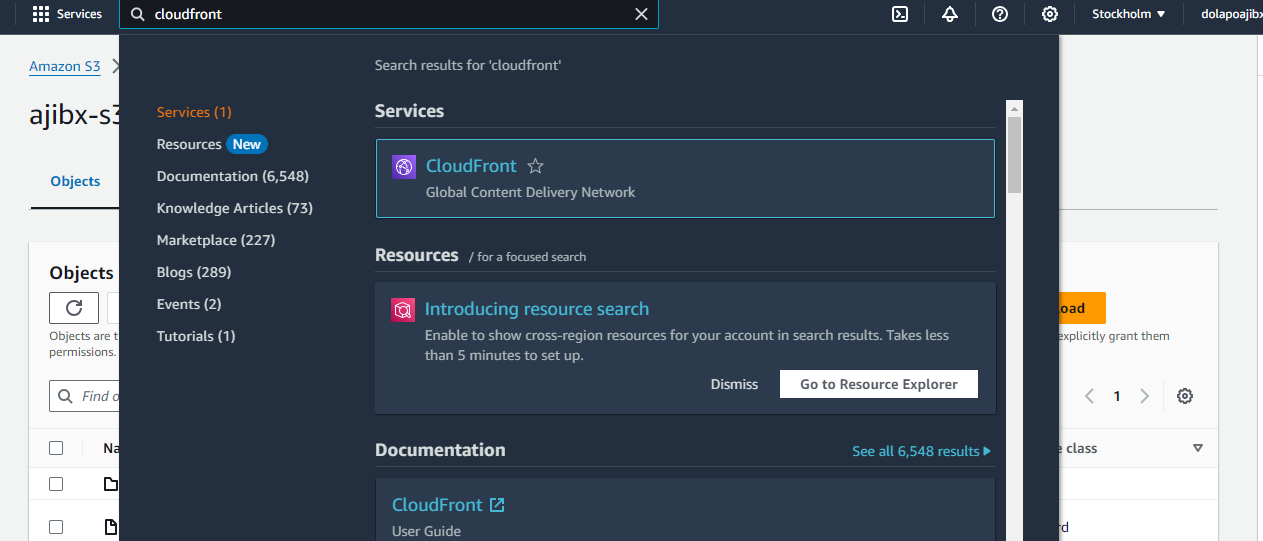 Services
cloudfront
Stockholm
dolapoajibx
Amazon S3
ajibx-s3
Search results for 'cloudfront'
Services (1)
Resources New
Documentation (6,548)
Knowledge Articles (73)
Marketplace (227)
Blogs (289)
Events (2)
Tutorials (1)
Services
CloudFront
Global Content Delivery Network
Resources / for a focused search
Introducing resource search
Enable to show cross-region resources for your account in search results. Takes less
than 5 minutes to set up.
Dismiss
Go to Resource Explorer
Documentation
See all 6,548 results
CloudFront
User Guide
Objects
Objects
Objects are t
permissions.
Find o
Na
oad
explicitly grant them
1
e class
rd